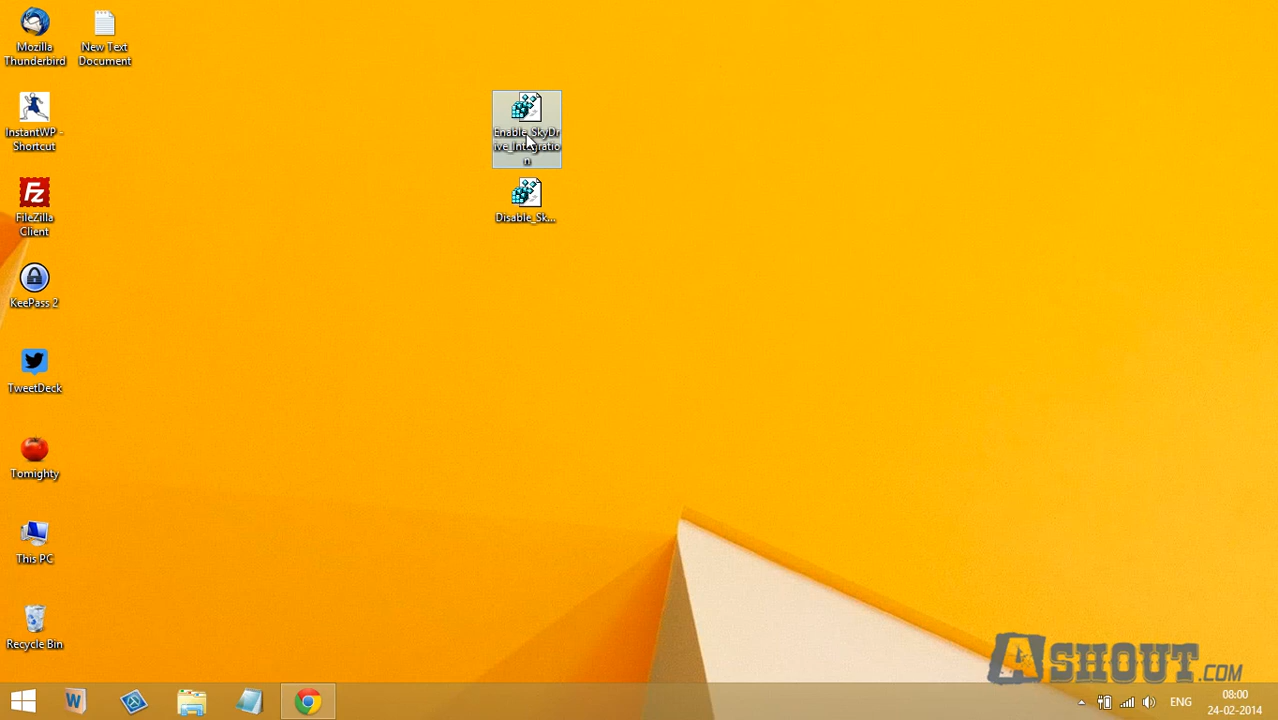 Mozilla
Thunderbird
New Text
Document
InstantWP -
Shortcut
FileZilla
Client
KeePass 2
TweetDeck
Tomighty
This PC
Recycle Bin
Enable_SkyDr
ive_Integratio
n
Disable_Sk...
Fz
W
ASHOUT.COM
ENG
08:00
24-02-2014